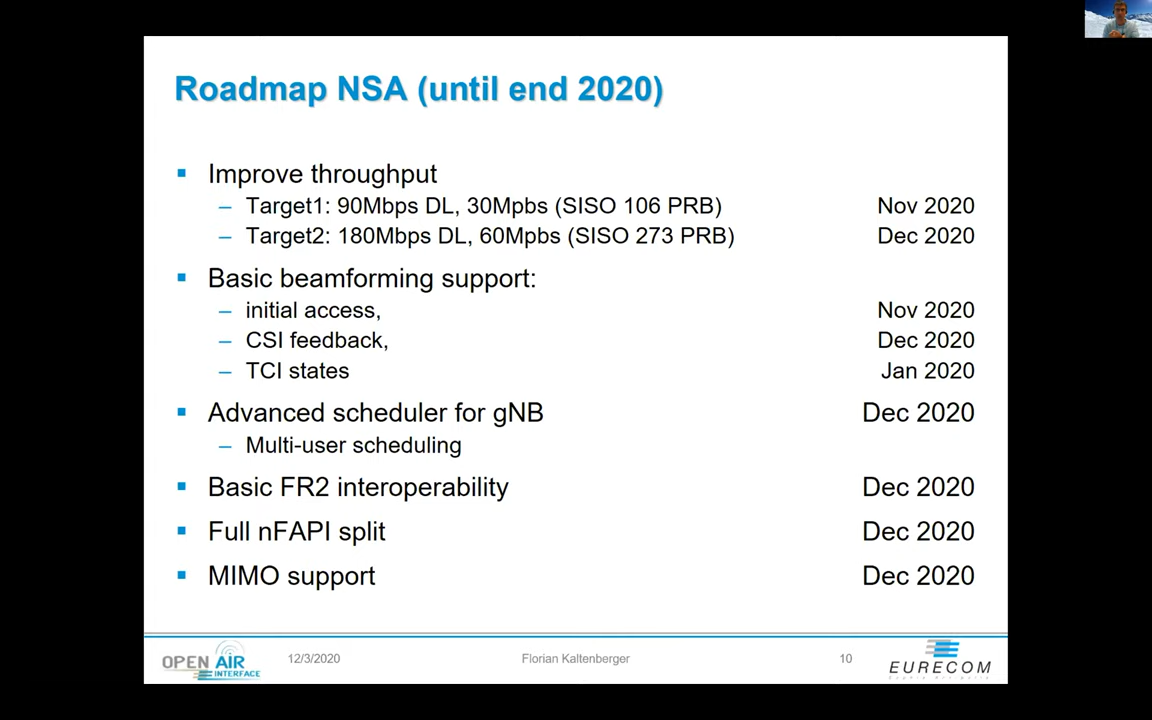 Roadmap NSA (until end 2020)
Improve throughput
– Target1: 90Mbps DL, 30Mpbs (SISO 106 PRB) Nov 2020
– Target2: 180Mbps DL, 60Mpbs (SISO 273 PRB) Dec 2020
Basic beamforming support:
– initial access, Nov 2020
– CSI feedback, Dec 2020
– TCI states Jan 2020
Advanced scheduler for gNB Dec 2020
– Multi-user scheduling
Basic FR2 interoperability Dec 2020
Full nFAPI split Dec 2020
MIMO support Dec 2020
OPEN AIR INTERFACE
12/3/2020 Florian Kaltenberger 10
EURECOM